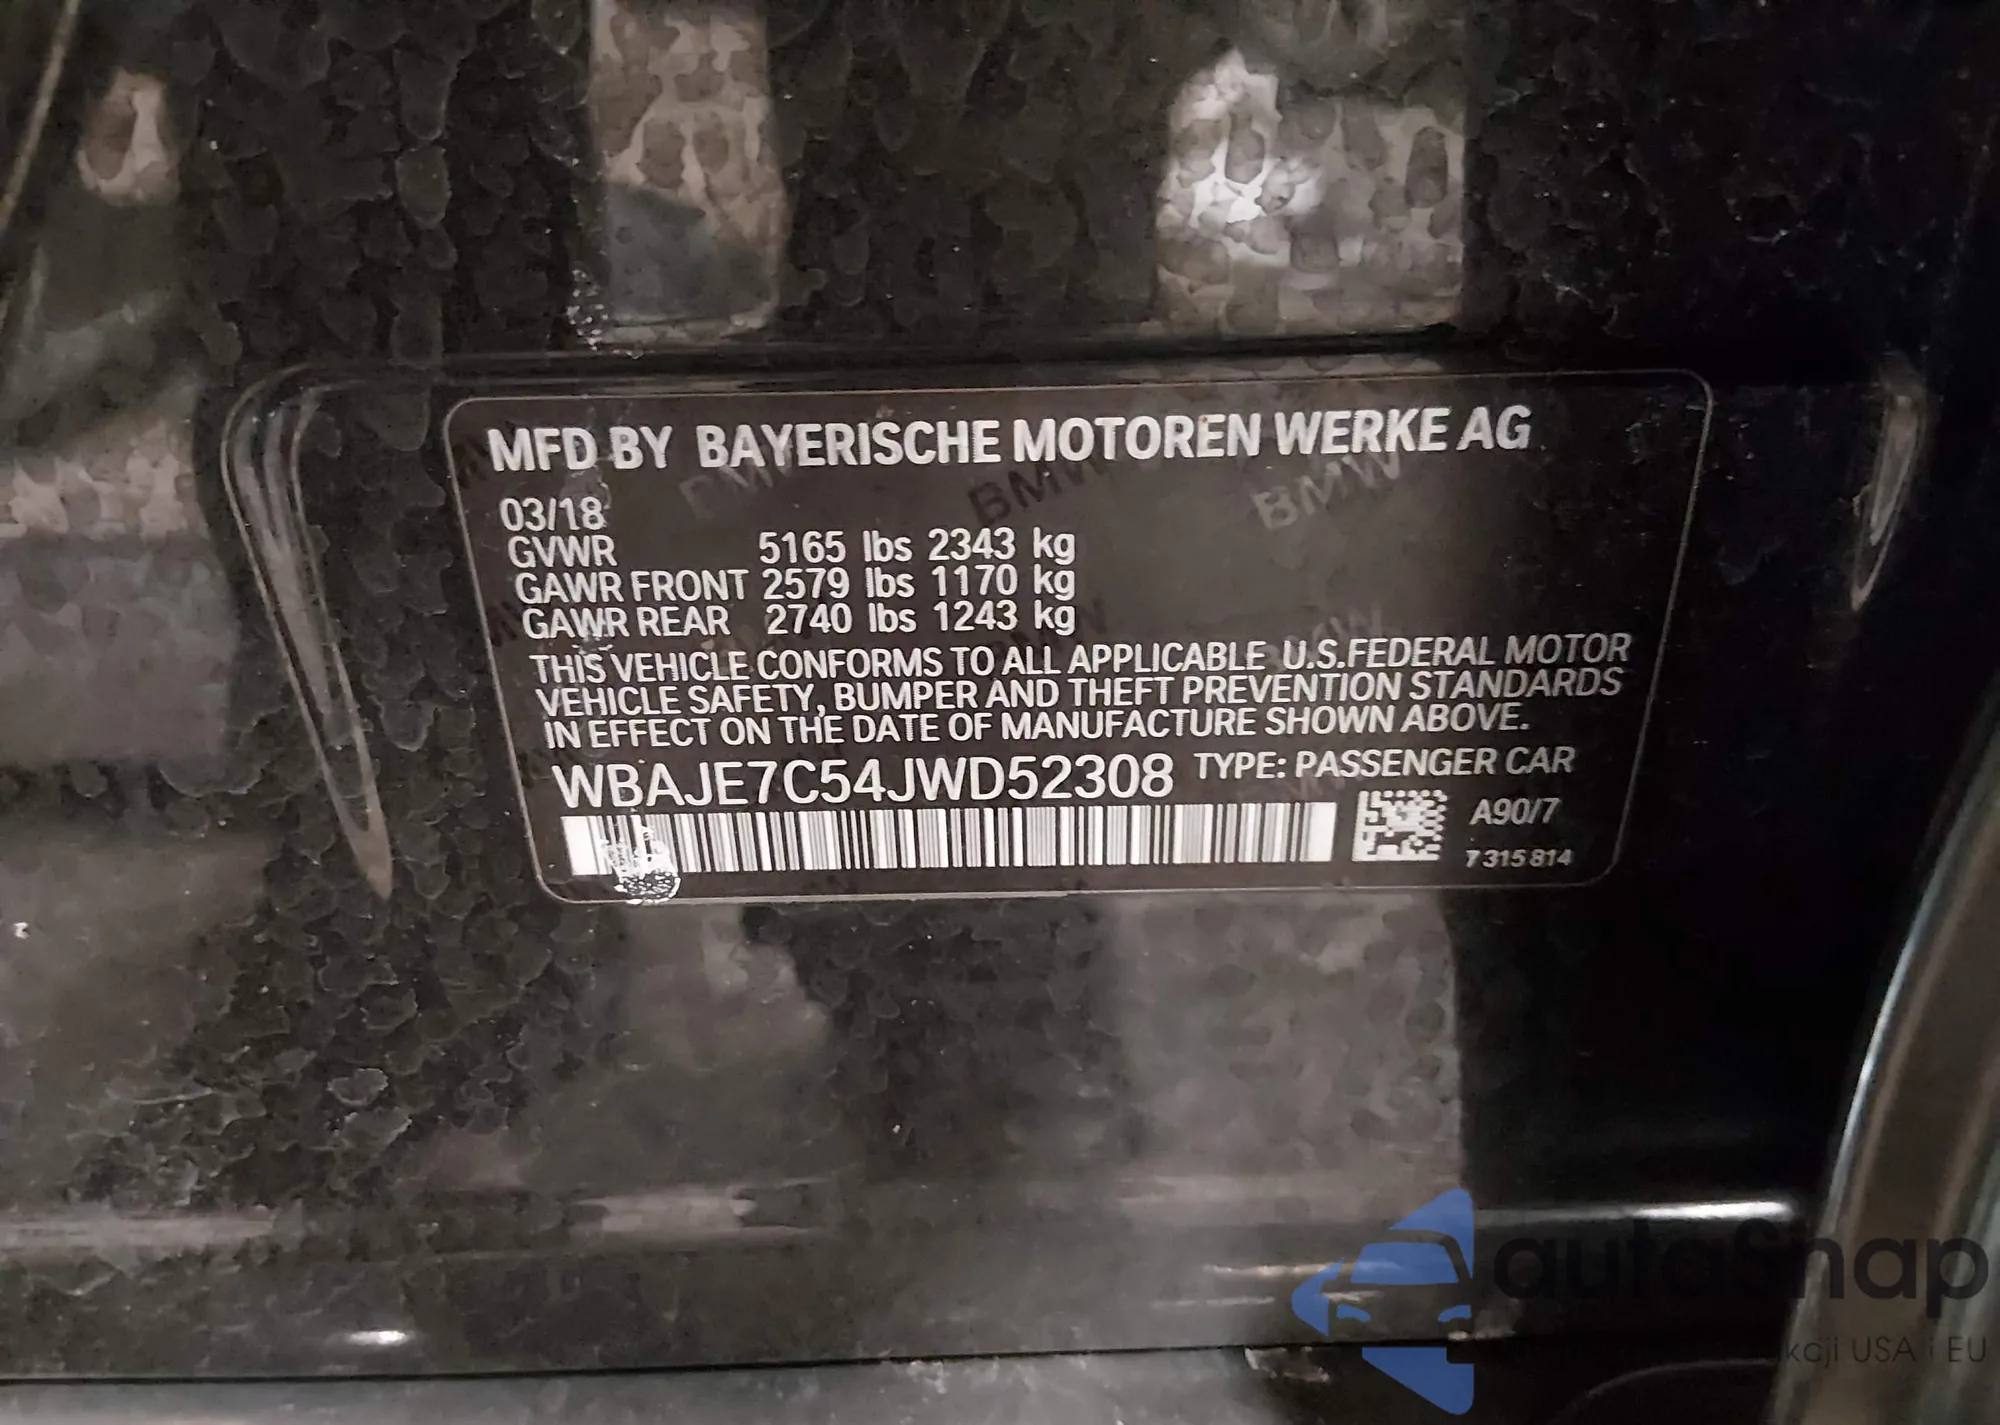 MFD BY BAYERISCHE MOTOREN WERKE AG
03/18
GVWR 5165 lbs 2343 kg
GAWR FRONT 2579 lbs 1170 kg
GAWR REAR 2740 lbs 1243 kg
THIS VEHICLE CONFORMS TO ALL APPLICABLE U.S.FEDERAL MOTOR
VEHICLE SAFETY, BUMPER AND THEFT PREVENTION STANDARDS
IN EFFECT ON THE DATE OF MANUFACTURE SHOWN ABOVE.
WBAJE7C54JWD52308 TYPE: PASSENGER CAR
A90/7
7 315 814
autoSnap
USA i EU